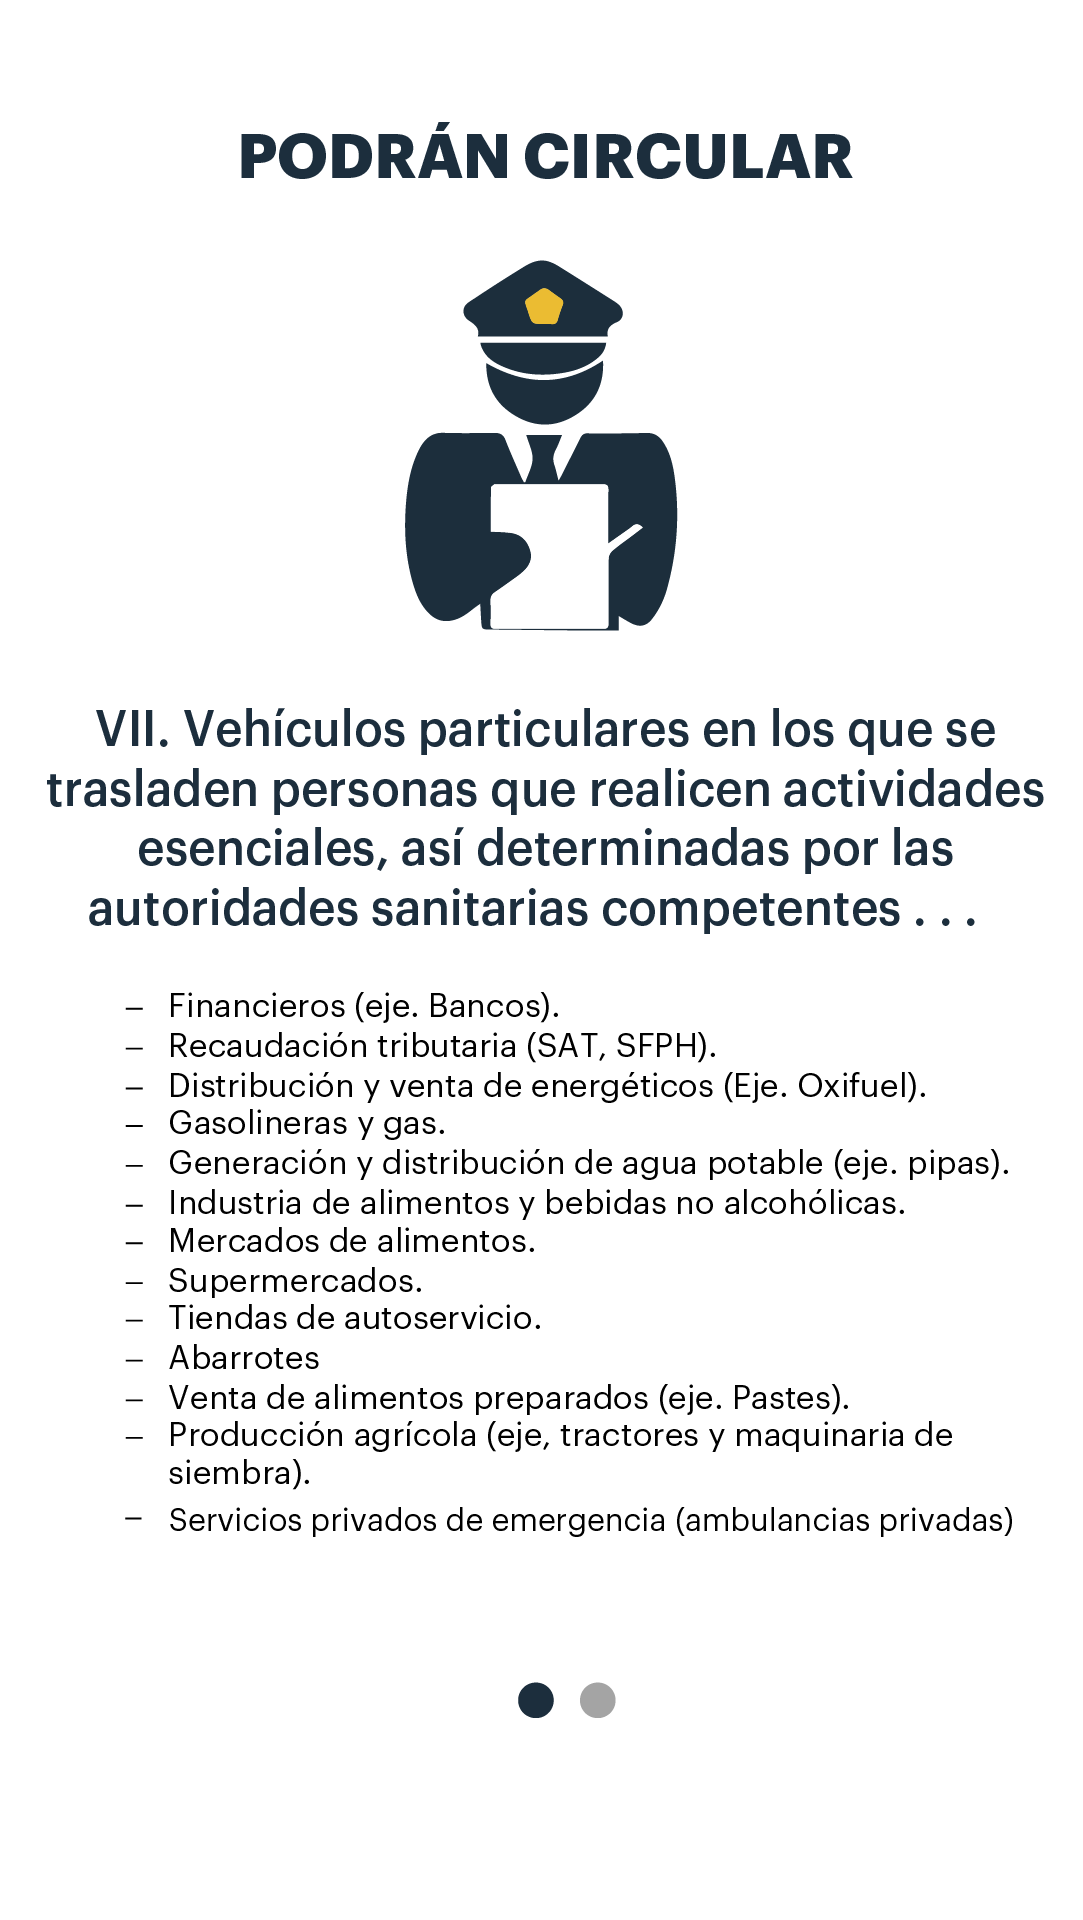 PODRÁN CIRCULAR
VII. Vehículos particulares en los que se
trasladen personas que realicen actividades
esenciales, así determinadas por las
autoridades sanitarias competentes . . .
– Financieros (eje. Bancos).
– Recaudación tributaria (SAT, SFPH).
– Distribución y venta de energéticos (Eje. Oxifuel).
– Gasolineras y gas.
– Generación y distribución de agua potable (eje. pipas).
– Industria de alimentos y bebidas no alcohólicas.
– Mercados de alimentos.
– Supermercados.
– Tiendas de autoservicio.
– Abarrotes
– Venta de alimentos preparados (eje. Pastes).
– Producción agrícola (eje, tractores y maquinaria de
siembra).
– Servicios privados de emergencia (ambulancias privadas)